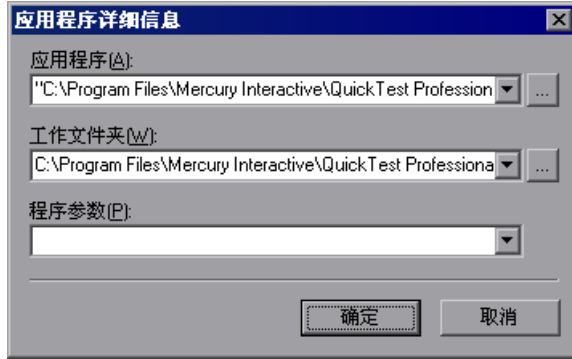 应用程序详细信息
应用程序(A):
"C:\Program Files\Mercury Interactive\QuickTest Profession
...
工作文件夹(W):
C:\Program Files\Mercury Interactive\QuickTest Professiona
...
程序参数(P):
确定
取消